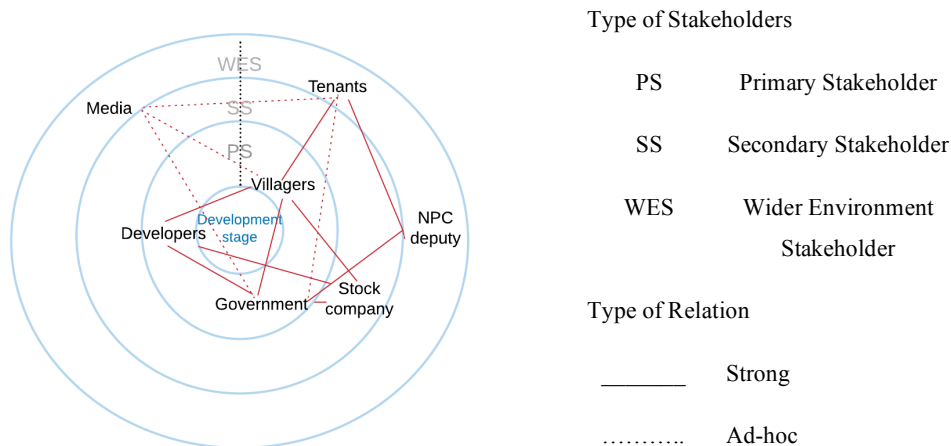 WES
SS
PS
Media
Tenants
Villagers
Development
stage
Developers
NPC
deputy
Government
Stock
company
Type of Stakeholders
PS Primary Stakeholder
SS Secondary Stakeholder
WES Wider Environment
Stakeholder
Type of Relation
_______ Strong
……….. Ad-hoc